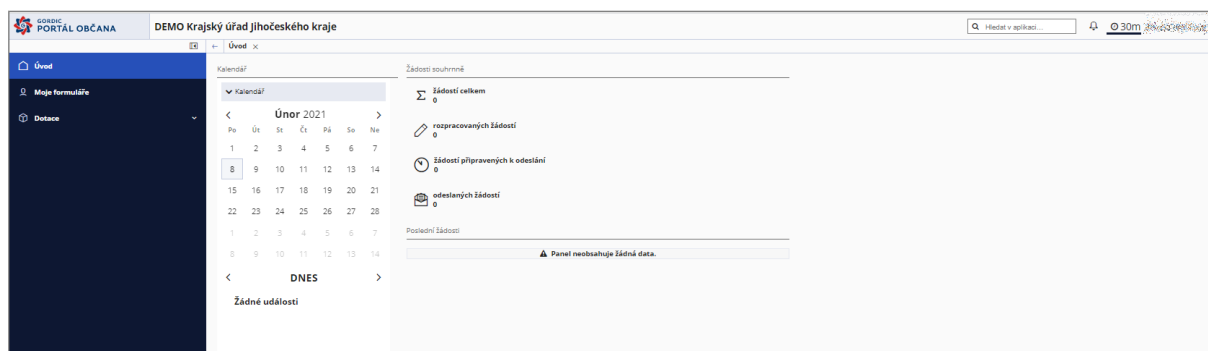 GORDIC
PORTÁL OBČANA
DEMO Krajský úřad Jihočeského kraje
Hledat v aplikaci...
30m
Úvod
Úvod
Moje formuláře
Dotace
Kalendář
Kalendář
Únor 2021
Po Út St Čt Pá So Ne
1 2 3 4 5 6 7
8 9 10 11 12 13 14
15 16 17 18 19 20 21
22 23 24 25 26 27 28
1 2 3 4 5 6 7
8 9 10 11 12 13 14
DNES
Žádné události
Žádosti souhrnně
žádostí celkem
0
rozpracovaných žádostí
0
žádostí připravených k odeslání
0
odeslaných žádostí
0
Poslední žádosti
Panel neobsahuje žádná data.